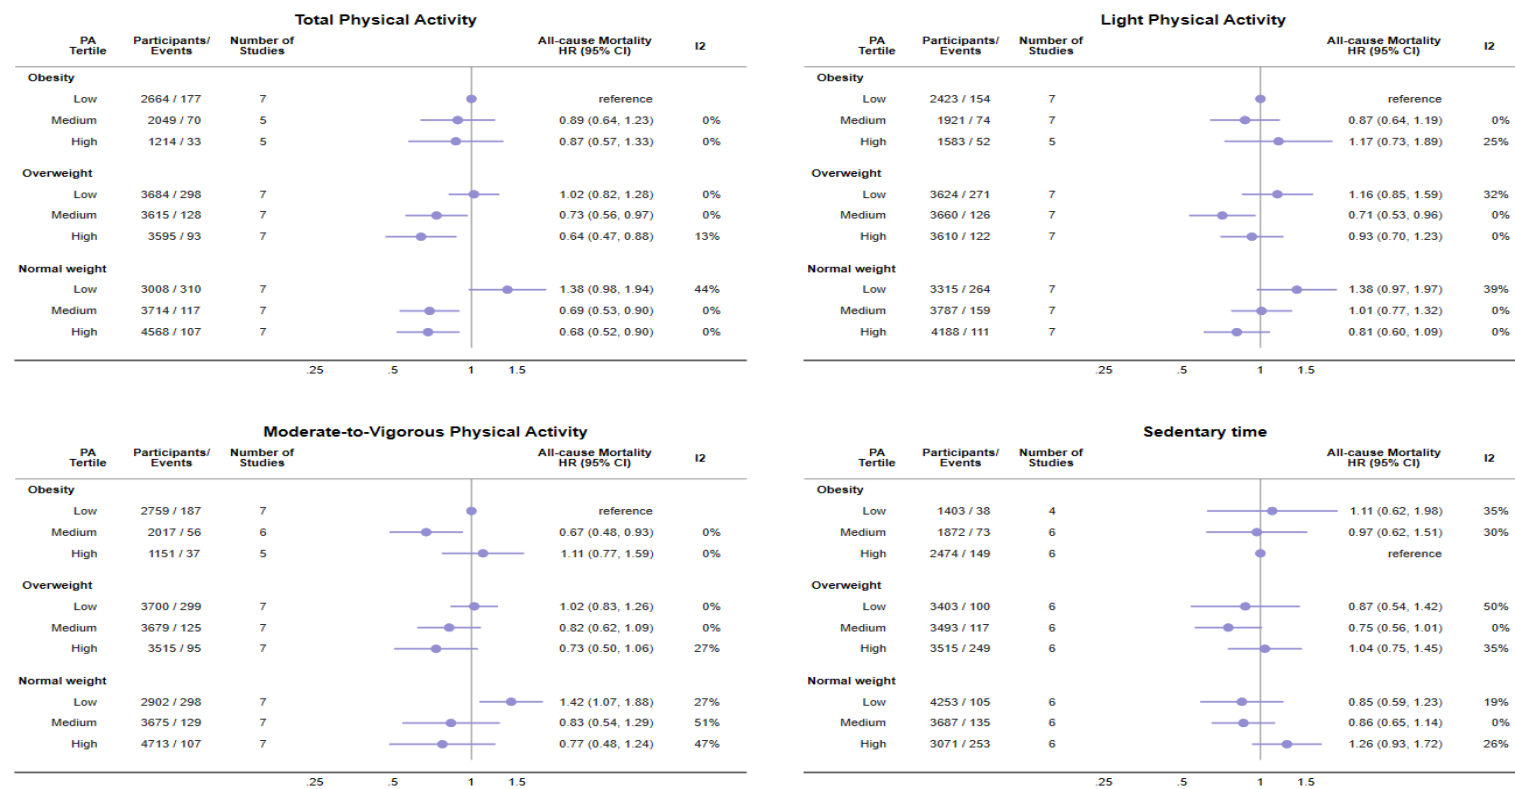 Total Physical Activity
PA Tertile Participants/ Events Number of Studies All-cause Mortality HR (95% CI) I2
Obesity
Low 2664 / 177 7 reference
Medium 2049 / 70 5 0.89 (0.64, 1.23) 0%
High 1214 / 33 5 0.87 (0.57, 1.33) 0%
Overweight
Low 3684 / 298 7 1.02 (0.82, 1.28) 0%
Medium 3615 / 128 7 0.73 (0.56, 0.97) 0%
High 3595 / 93 7 0.64 (0.47, 0.88) 13%
Normal weight
Low 3008 / 310 7 1.38 (0.98, 1.94) 44%
Medium 3714 / 117 7 0.69 (0.53, 0.90) 0%
High 4568 / 107 7 0.68 (0.52, 0.90) 0%
.25 .5 1 1.5
Light Physical Activity
PA Tertile Participants/ Events Number of Studies All-cause Mortality HR (95% CI) I2
Obesity
Low 2423 / 154 7 reference
Medium 1921 / 74 7 0.87 (0.64, 1.19) 0%
High 1583 / 52 5 1.17 (0.73, 1.89) 25%
Overweight
Low 3624 / 271 7 1.16 (0.85, 1.59) 32%
Medium 3660 / 126 7 0.71 (0.53, 0.96) 0%
High 3610 / 122 7 0.93 (0.70, 1.23) 0%
Normal weight
Low 3315 / 264 7 1.38 (0.97, 1.97) 39%
Medium 3787 / 159 7 1.01 (0.77, 1.32) 0%
High 4188 / 111 7 0.81 (0.60, 1.09) 0%
.25 .5 1 1.5
Moderate-to-Vigorous Physical Activity
PA Tertile Participants/ Events Number of Studies All-cause Mortality HR (95% CI) I2
Obesity
Low 2759 / 187 7 reference
Medium 2017 / 56 6 0.67 (0.48, 0.93) 0%
High 1151 / 37 5 1.11 (0.77, 1.59) 0%
Overweight
Low 3700 / 299 7 1.02 (0.83, 1.26) 0%
Medium 3679 / 125 7 0.82 (0.62, 1.09) 0%
High 3515 / 95 7 0.73 (0.50, 1.06) 27%
Normal weight
Low 2902 / 298 7 1.42 (1.07, 1.88) 27%
Medium 3675 / 129 7 0.83 (0.54, 1.29) 51%
High 4713 / 107 7 0.77 (0.48, 1.24) 47%
.25 .5 1 1.5
Sedentary time
PA Tertile Participants/ Events Number of Studies All-cause Mortality HR (95% CI) I2
Obesity
Low 1403 / 38 4 1.11 (0.62, 1.98) 35%
Medium 1872 / 73 6 0.97 (0.62, 1.51) 30%
High 2474 / 149 6 reference
Overweight
Low 3403 / 100 6 0.87 (0.54, 1.42) 50%
Medium 3493 / 117 6 0.75 (0.56, 1.01) 0%
High 3515 / 249 6 1.04 (0.75, 1.45) 35%
Normal weight
Low 4253 / 105 6 0.85 (0.59, 1.23) 19%
Medium 3687 / 135 6 0.86 (0.65, 1.14) 0%
High 3071 / 253 6 1.26 (0.93, 1.72) 26%
.25 .5 1 1.5